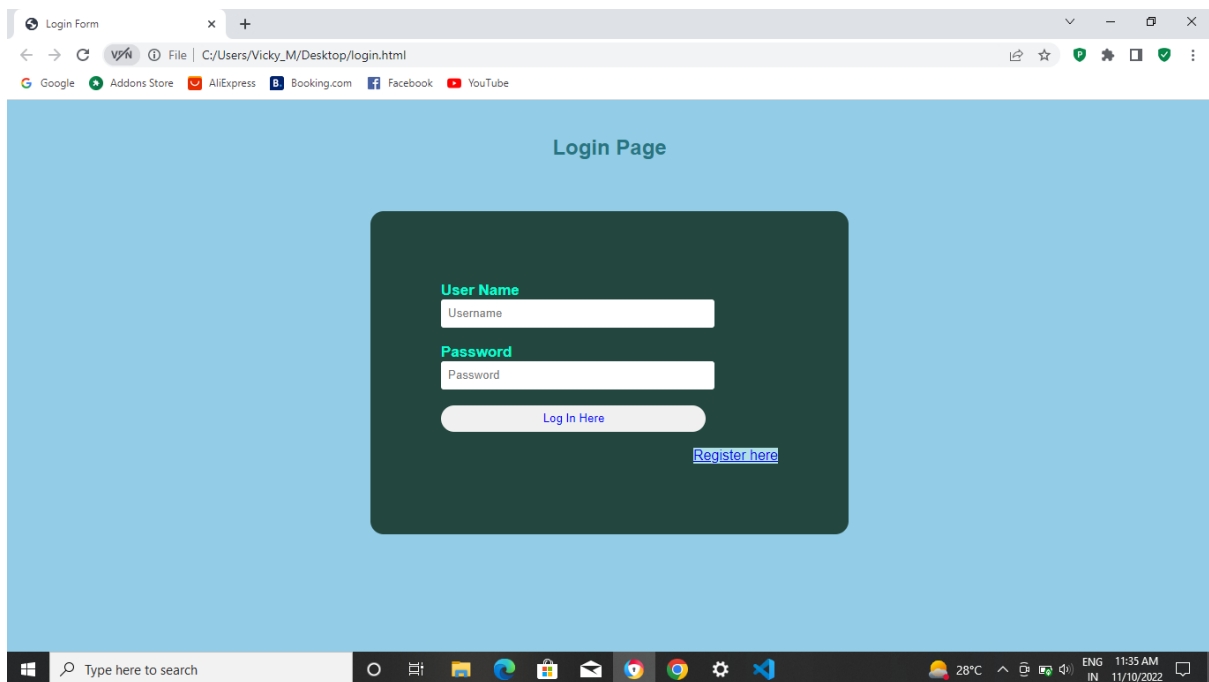 Login Form
VPN File C:/Users/Vicky_M/Desktop/login.html
Google Addons Store AliExpress B. Booking.com Facebook YouTube
Login Page
User Name
Username
Password
Password
Log In Here
Register here
Type here to search
28°C ENG 11:35 AM
IN 11/10/2022